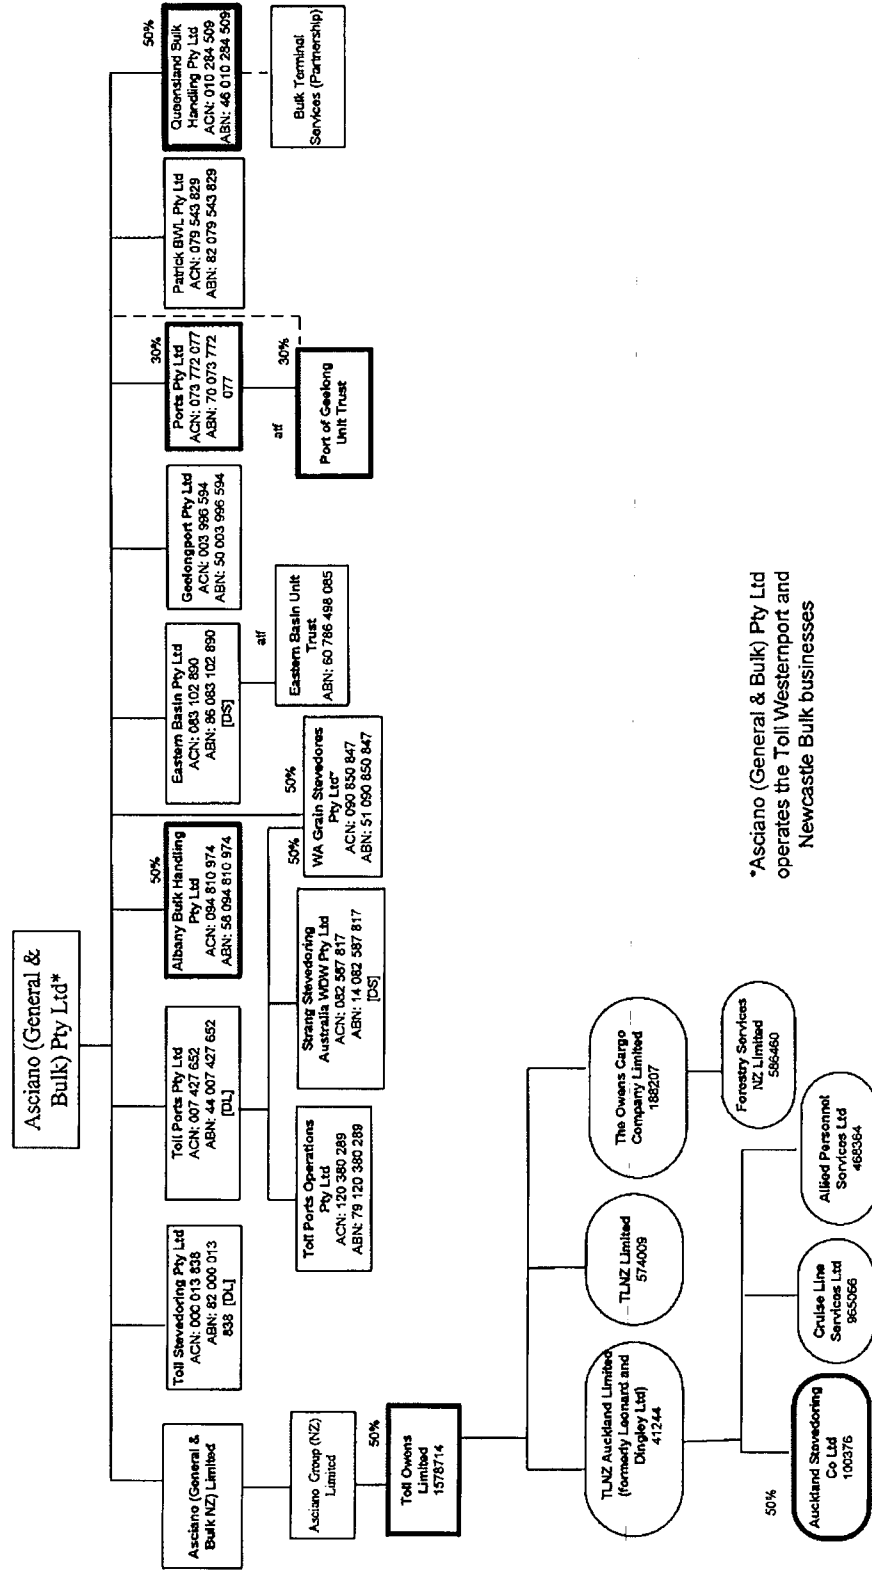 Asciano (General &
Bulk) Pty Ltd*
Asciano (General &
Bulk NZ) Limited
Toll Stevedoring Pty Ltd
ACN: 000 013 838
ABN: 82 000 013
838 [DL]
Toll Ports Pty Ltd
ACN: 007 427 652
ABN: 44 007 427 652
[DL]
50%
Albany Bulk Handling
Pty Ltd
ACN: 094 810 974
ABN: 58 094 810 974
Eastern Basin Pty Ltd
ACN: 083 102 890
ABN: 86 083 102 890
[DS]
Geelongport Pty Ltd
ACN: 003 996 594
ABN: 50 003 996 594
30%
Ports Pty Ltd
ACN: 073 772 077
ABN: 70 073 772
077
Patrick BWL Pty Ltd
ACN: 079 543 829
ABN: 82 079 543 829
50%
Queensland Bulk
Handling Pty Ltd
ACN: 010 284 509
ABN: 46 010 284 509
Asciano Group (NZ)
Limited
Toll Ports Operations
Pty Ltd
ACN: 120 380 289
ABN: 79 120 380 289
Strang Stevedoring
Australia WDW Pty Ltd
ACN: 082 587 817
ABN: 14 082 587 817
[DS]
50%
50%
WA Grain Stevedores
Pty Ltd*
ACN: 090 850 847
ABN: 51 090 850 847
atf
Eastern Basin Unit
Trust
ABN: 60 786 498 085
atf
30%
Port of Geelong
Unit Trust
Bulk Terminal
Services (Partnership)
50%
Toll Owens
Limited
1578714
TLNZ Auckland Limited
(formerly Leonard and
Dingley Ltd)
41244
TLNZ Limited
574009
The Owens Cargo
Company Limited
188207
Forestry Services
NZ Limited
586460
50%
Auckland Stevedoring
Co Ltd
100376
Cruise Line
Services Ltd
965066
Allied Personnel
Services Ltd
468364
*Asciano (General & Bulk) Pty Ltd
operates the Toll Westernport and
Newcastle Bulk businesses